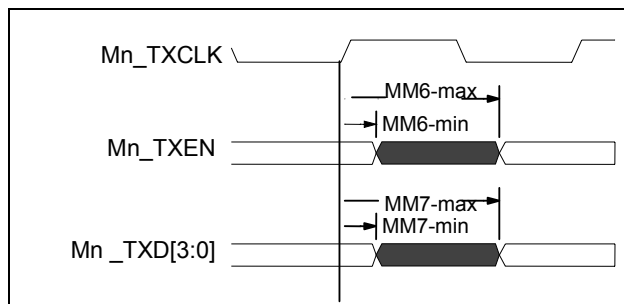 Mn_TXCLK
MM6-max
MM6-min
Mn_TXEN
MM7-max
MM7-min
Mn _TXD[3:0]